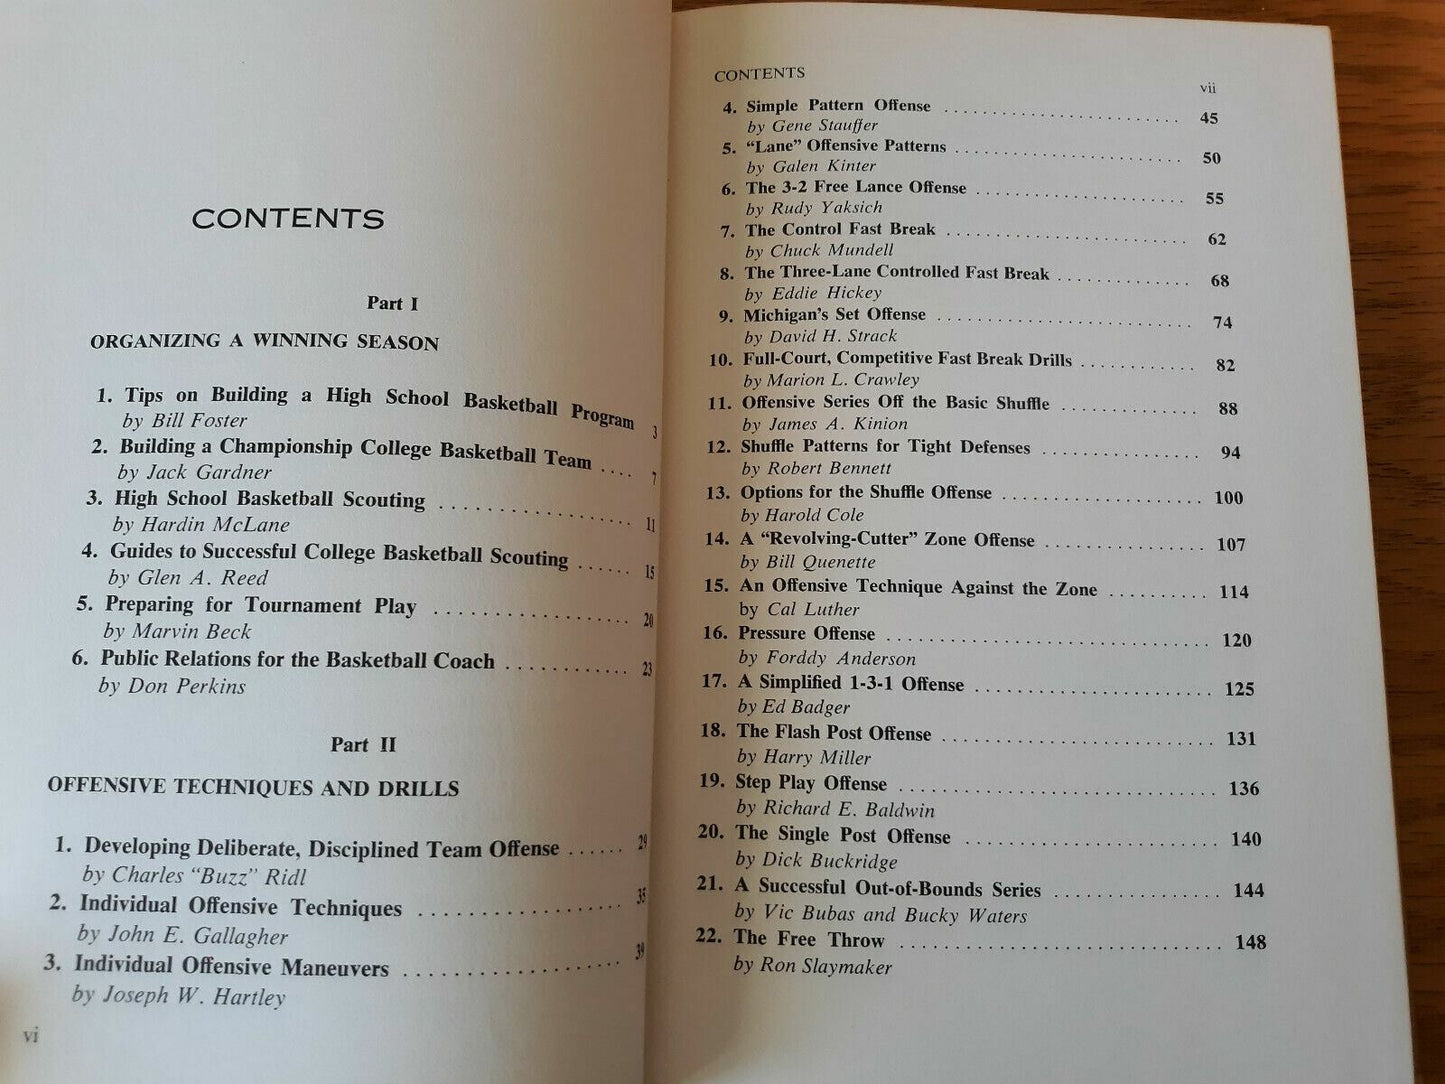 CONTENTS
Part I
ORGANIZING A WINNING SEASON
1. Tips on Building a High School Basketball Program 3
by Bill Foster
2. Building a Championship College Basketball Team .... 7
by Jack Gardner
3. High School Basketball Scouting .................. 11
by Hardin McLane
4. Guides to Successful College Basketball Scouting ...... 15
by Glen A. Reed
5. Preparing for Tournament Play .................. 20
by Marvin Beck
6. Public Relations for the Basketball Coach ............ 23
by Don Perkins
Part II
OFFENSIVE TECHNIQUES AND DRILLS
1. Developing Deliberate, Disciplined Team Offense ...... 29
by Charles "Buzz" Ridl
2. Individual Offensive Techniques .................. 35
by John E. Gallagher
3. Individual Offensive Maneuvers .................. 39
by Joseph W. Hartley
vi
CONTENTS
vii
4. Simple Pattern Offense ........................ 45
by Gene Stauffer
5. "Lane" Offensive Patterns ........................ 50
by Galen Kinter
6. The 3-2 Free Lance Offense ...................... 55
by Rudy Yaksich
7. The Control Fast Break ........................ 62
by Chuck Mundell
8. The Three-Lane Controlled Fast Break ............ 68
by Eddie Hickey
9. Michigan's Set Offense .......................... 74
by David H. Strack
10. Full-Court, Competitive Fast Break Drills ............ 82
by Marion L. Crawley
11. Offensive Series Off the Basic Shuffle .............. 88
by James A. Kinion
12. Shuffle Patterns for Tight Defenses ................ 94
by Robert Bennett
13. Options for the Shuffle Offense .................... 100
by Harold Cole
14. A "Revolving-Cutter" Zone Offense ................ 107
by Bill Quenette
15. An Offensive Technique Against the Zone .......... 114
by Cal Luther
16. Pressure Offense .............................. 120
by Forddy Anderson
17. A Simplified 1-3-1 Offense ........................ 125
by Ed Badger
18. The Flash Post Offense .......................... 131
by Harry Miller
19. Step Play Offense .............................. 136
by Richard E. Baldwin
20. The Single Post Offense ........................ 140
by Dick Buckridge
21. A Successful Out-of-Bounds Series ................ 144
by Vic Bubas and Bucky Waters
22. The Free Throw .............................. 148
by Ron Slaymaker